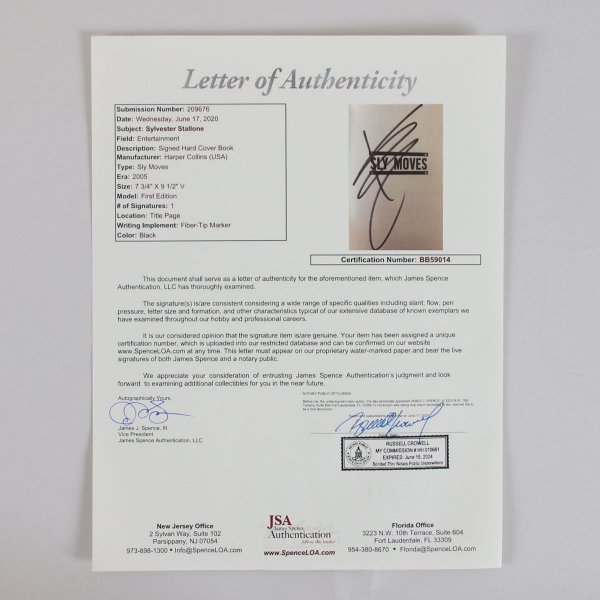 Letter of Authenticity
Submission Number: 209676
Date: Wednesday, June 17, 2020
Subject: Sylvester Stallone
Field: Entertainment
Description: Signed Hard Cover Book
Manufacturer: Harper Collins (USA)
Type: Sly Moves
Era: 2005
Size: 7 3/4" X 9 1/2" V
Model: First Edition
# of Signatures: 1
Location: Title Page
Writing Implement: Fiber-Tip Marker
Color: Black
SLY MOVES
Certification Number: BB59014
This document shall serve as a letter of authenticity for the aforementioned item, which James Spence
Authentication, LLC has thoroughly examined.
The signature(s) is/are consistent considering a wide range of specific qualities including slant, flow, pen
pressure, letter size and formation, and other characteristics typical of our extensive database of known exemplars we
have examined throughout our hobby and professional careers.
It is our considered opinion that the signature item is/are genuine. Your item has been assigned a unique
certification number, which is uploaded into our restricted database and can be confirmed on our website
www.SpenceLOA.com at any time. This letter must appear on our proprietary water-marked paper and bear the live
signatures of both James Spence and a notary public.
We appreciate your consideration of entrusting James Spence Authentication's judgment and look
forward to examining additional collectibles for you in the near future.
Autographically Yours,
James J. Spence, III
Vice President
James Spence Authentication, LLC
NOTARY PUBLIC OF FLORIDA
RUSSELL CROWELL
EXPIRES: June 15, 2024
Bonded Thru Notary Public Underwriters
New Jersey Office
2 Sylvan Way, Suite 102
Parsippany, NJ 07054
973-898-1300 • Info@SpenceLOA.com
JSA
James Spence
Authentication
follow the leader
www.SpenceLOA.com
Florida Office
3223 N.W. 10th Terrace, Suite 604
Fort Lauderdale, FL 33309
954-380-8670 • Florida@SpenceLOA.com